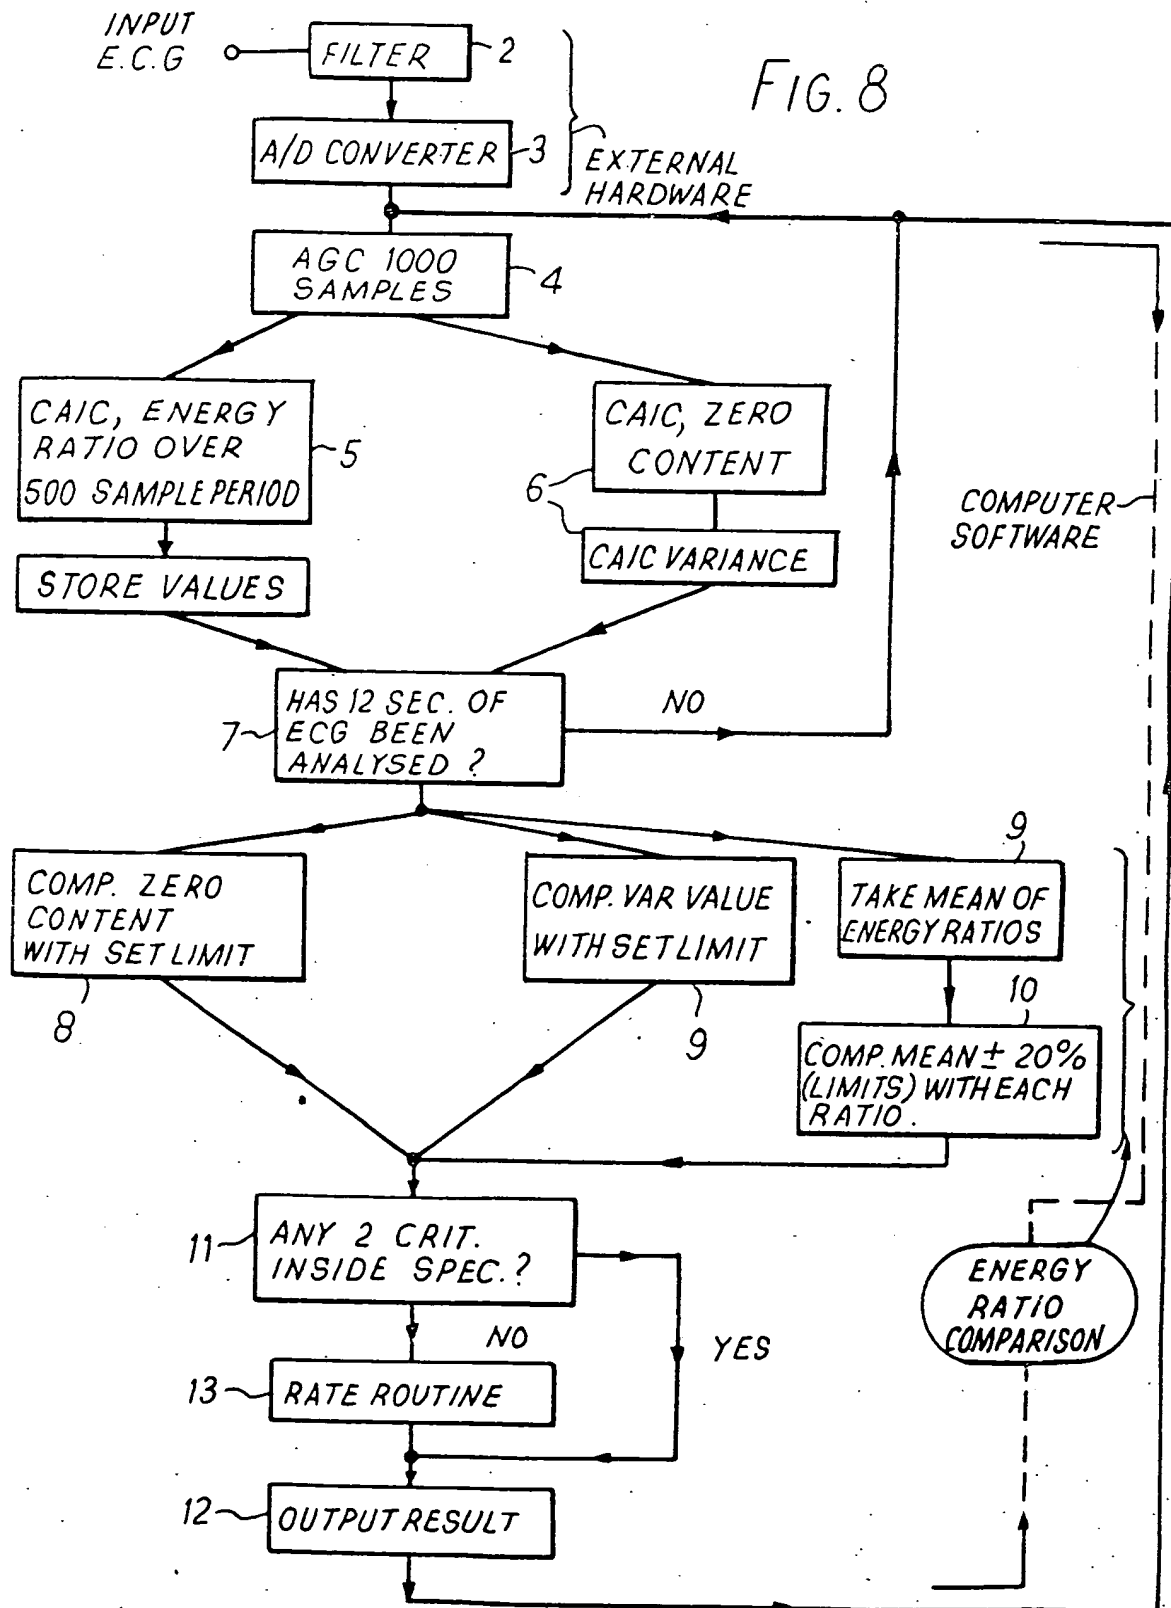 INPUT
E.C.G
FILTER
2
FIG. 8
A/D CONVERTER
3
EXTERNAL
HARDWARE
AGC 1000
SAMPLES
4
CAIC, ENERGY
RATIO OVER
500 SAMPLE PERIOD
5
CAIC, ZERO
CONTENT
6
CAIC VARIANCE
STORE VALUES
COMPUTER
SOFTWARE
HAS 12 SEC. OF
ECG BEEN
ANALYSED ?
7
NO
COMP. ZERO
CONTENT
WITH SET LIMIT
8
COMP. VAR VALUE
WITH SET LIMIT
9
9
TAKE MEAN OF
ENERGY RATIOS
10
COMP. MEAN ± 20%
(LIMITS) WITH EACH
RATIO.
11
ANY 2 CRIT.
INSIDE SPEC.?
NO
YES
ENERGY
RATIO
COMPARISON
13
RATE ROUTINE
12
OUTPUT RESULT